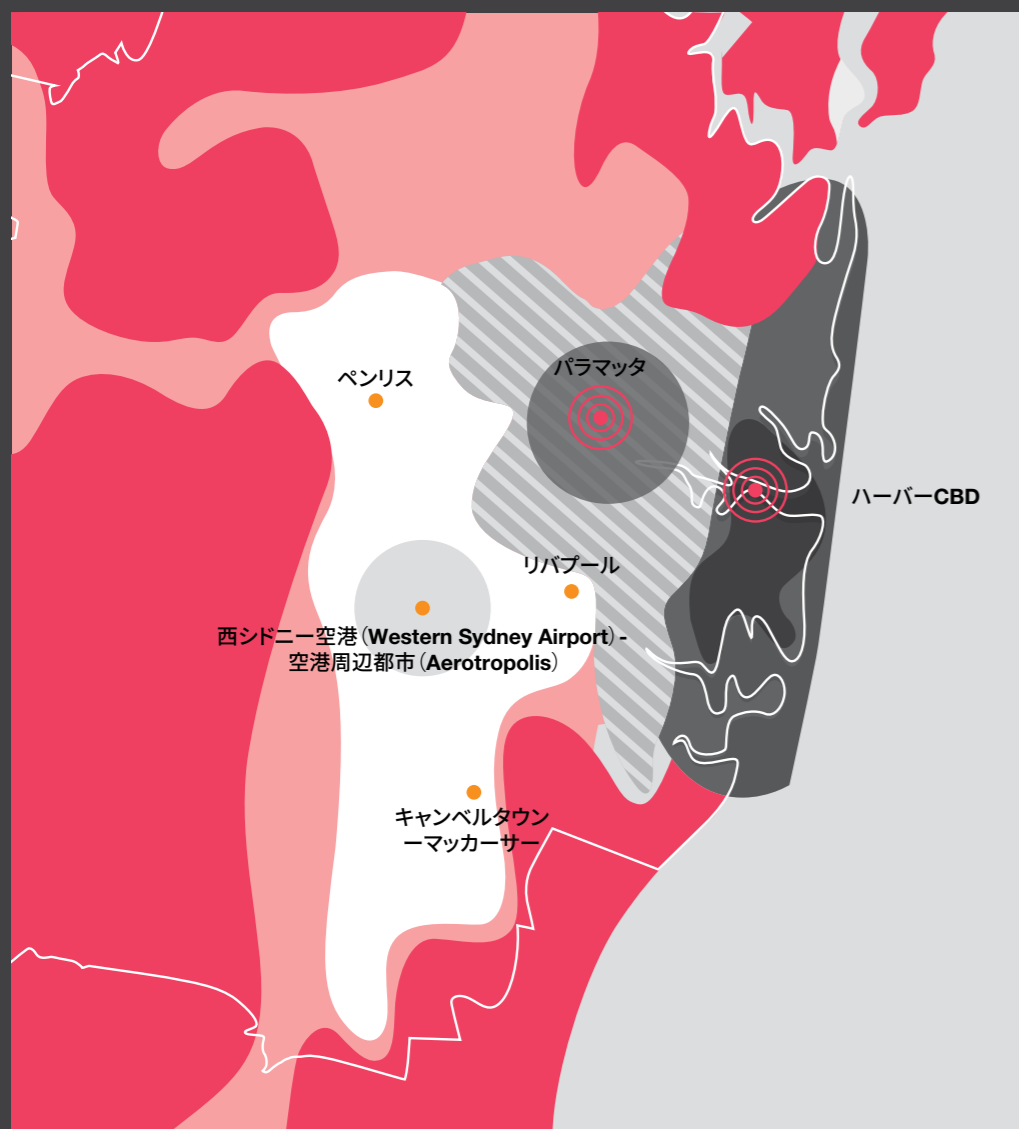 パラマッタ
ペンリス
ハーバーCBD
リバプール
西シドニー空港（Western Sydney Airport）-
空港周辺都市（Aerotropolis）
キャンベルタウン
ーマッカーサー